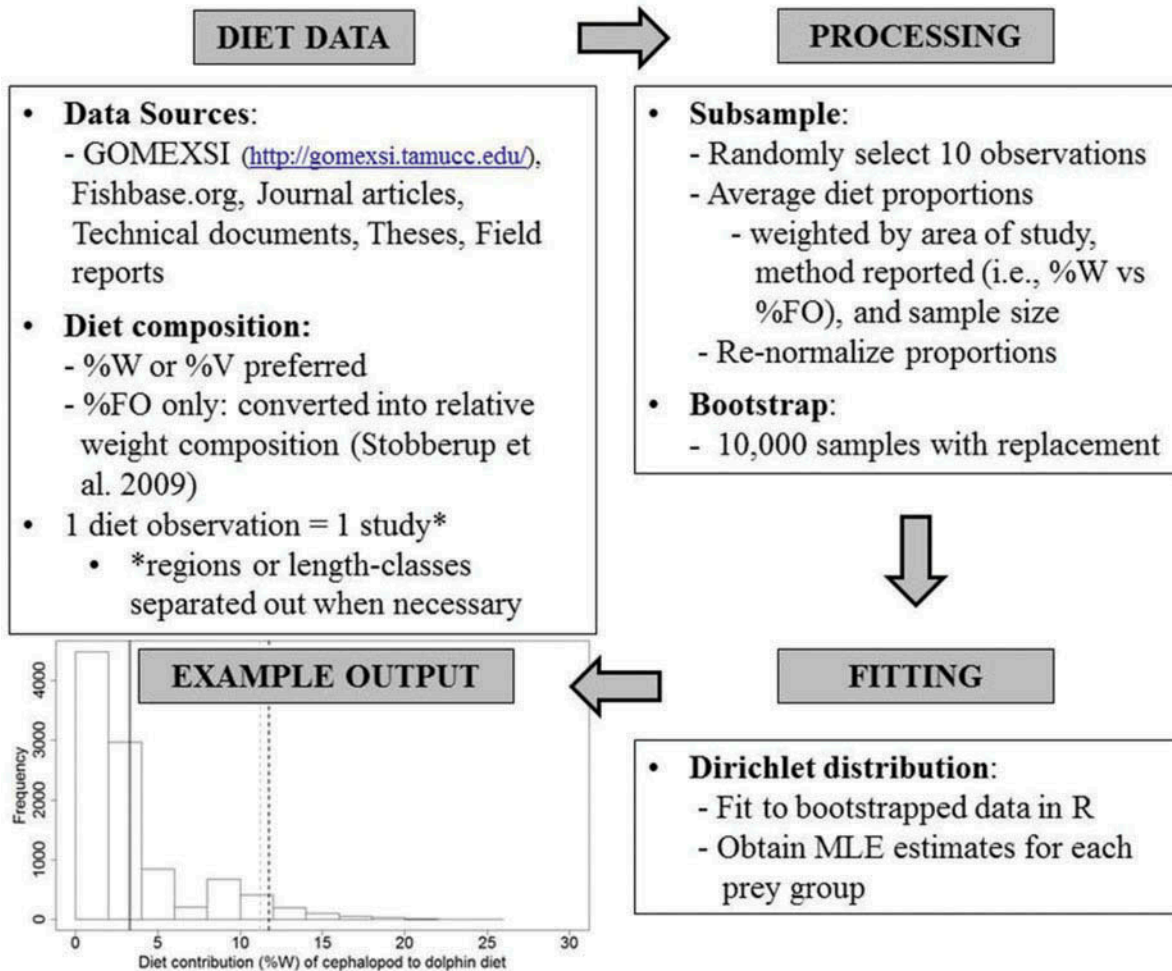 DIET DATA
• Data Sources:
- GOMEXSI (http://gomexsi.tamucc.edu/),
Fishbase.org, Journal articles,
Technical documents, Theses, Field
reports
• Diet composition:
- %W or %V preferred
- %FO only: converted into relative
weight composition (Stobberup et
al. 2009)
• 1 diet observation = 1 study*
• *regions or length-classes
separated out when necessary
PROCESSING
• Subsample:
- Randomly select 10 observations
- Average diet proportions
- weighted by area of study,
method reported (i.e., %W vs
%FO), and sample size
- Re-normalize proportions
• Bootstrap:
- 10,000 samples with replacement
FITTING
• Dirichlet distribution:
- Fit to bootstrapped data in R
- Obtain MLE estimates for each
prey group
EXAMPLE OUTPUT
Frequency
4000
3000
2000
1000
0
0 5 10 15 20 25 30
Diet contribution (%W) of cephalopod to dolphin diet